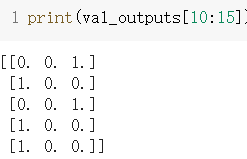 1 print(val_outputs[10:15])
[[0. 0. 1.]
[1. 0. 0.]
[0. 0. 1.]
[1. 0. 0.]
[1. 0. 0.]]